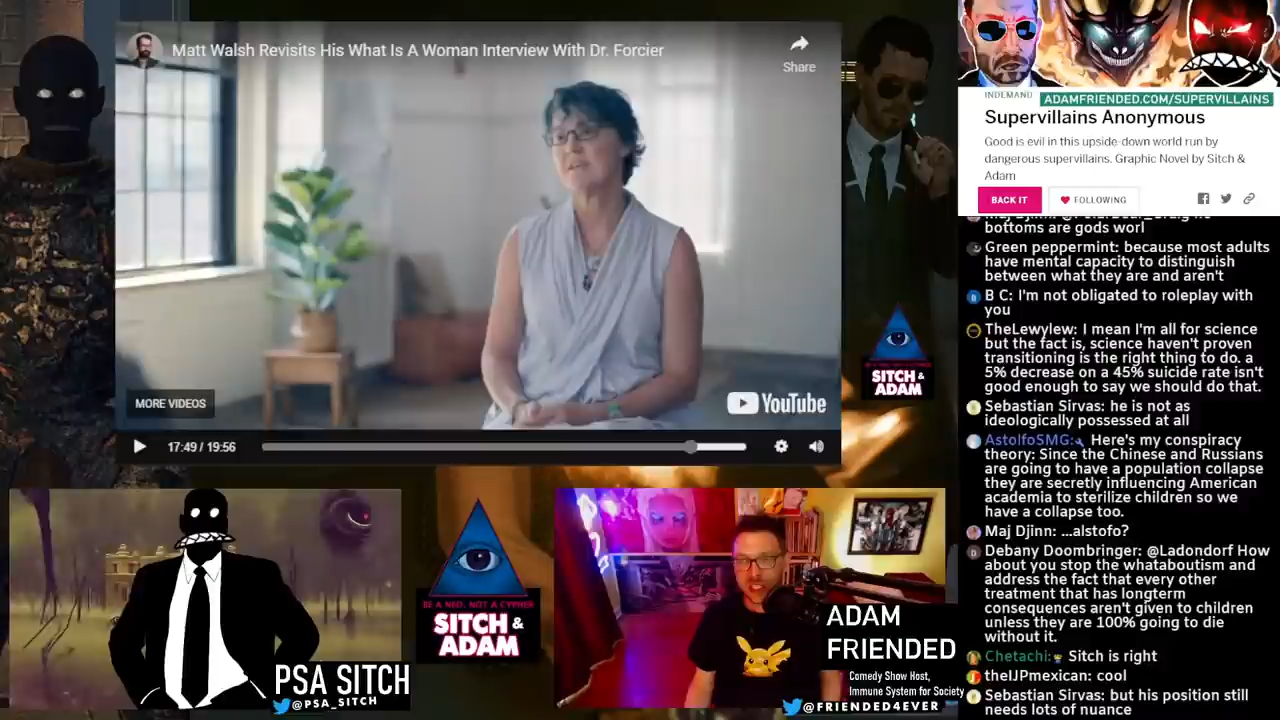 Matt Walsh Revisits His What Is A Woman Interview With Dr. Forcier
Share
MORE VIDEOS
YouTube
17:49 / 19:56
SITCH &
ADAM
PSA SITCH
@PSA_SITCH
BE A NEO, NOT A CYPHER
SITCH &
ADAM
ADAM
FRIENDED
Comedy Show Host,
Immune System for Society
@FRIENDED4EVER
INDEMAND
ADAMFRIENDED.COM/SUPERVILLAINS
Supervillains Anonymous
Good is evil in this upside-down world run by
dangerous supervillains. Graphic Novel by Sitch &
Adam
BACK IT
FOLLOWING
bottoms are gods worl
Green peppermint: because most adults
have mental capacity to distinguish
between what they are and aren't
B C: I'm not obligated to roleplay with
you
TheLewylew: I mean I'm all for science
but the fact is, science haven't proven
transitioning is the right thing to do. a
5% decrease on a 45% suicide rate isn't
good enough to say we should do that.
Sebastian Sirvas: he is not as
ideologically possessed at all
AstolfoSMG: Here's my conspiracy
theory: Since the Chinese and Russians
are going to have a population collapse
they are secretly influencing American
academia to sterilize children so we
have a collapse too.
Maj Djinn: ...alstofo?
Debany Doombringer: @Ladondorf How
about you stop the whataboutism and
address the fact that every other
treatment that has longterm
consequences aren't given to children
unless they are 100% going to die
without it.
Chetachi: Sitch is right
theIJPmexican: cool
Sebastian Sirvas: but his position still
needs lots of nuance